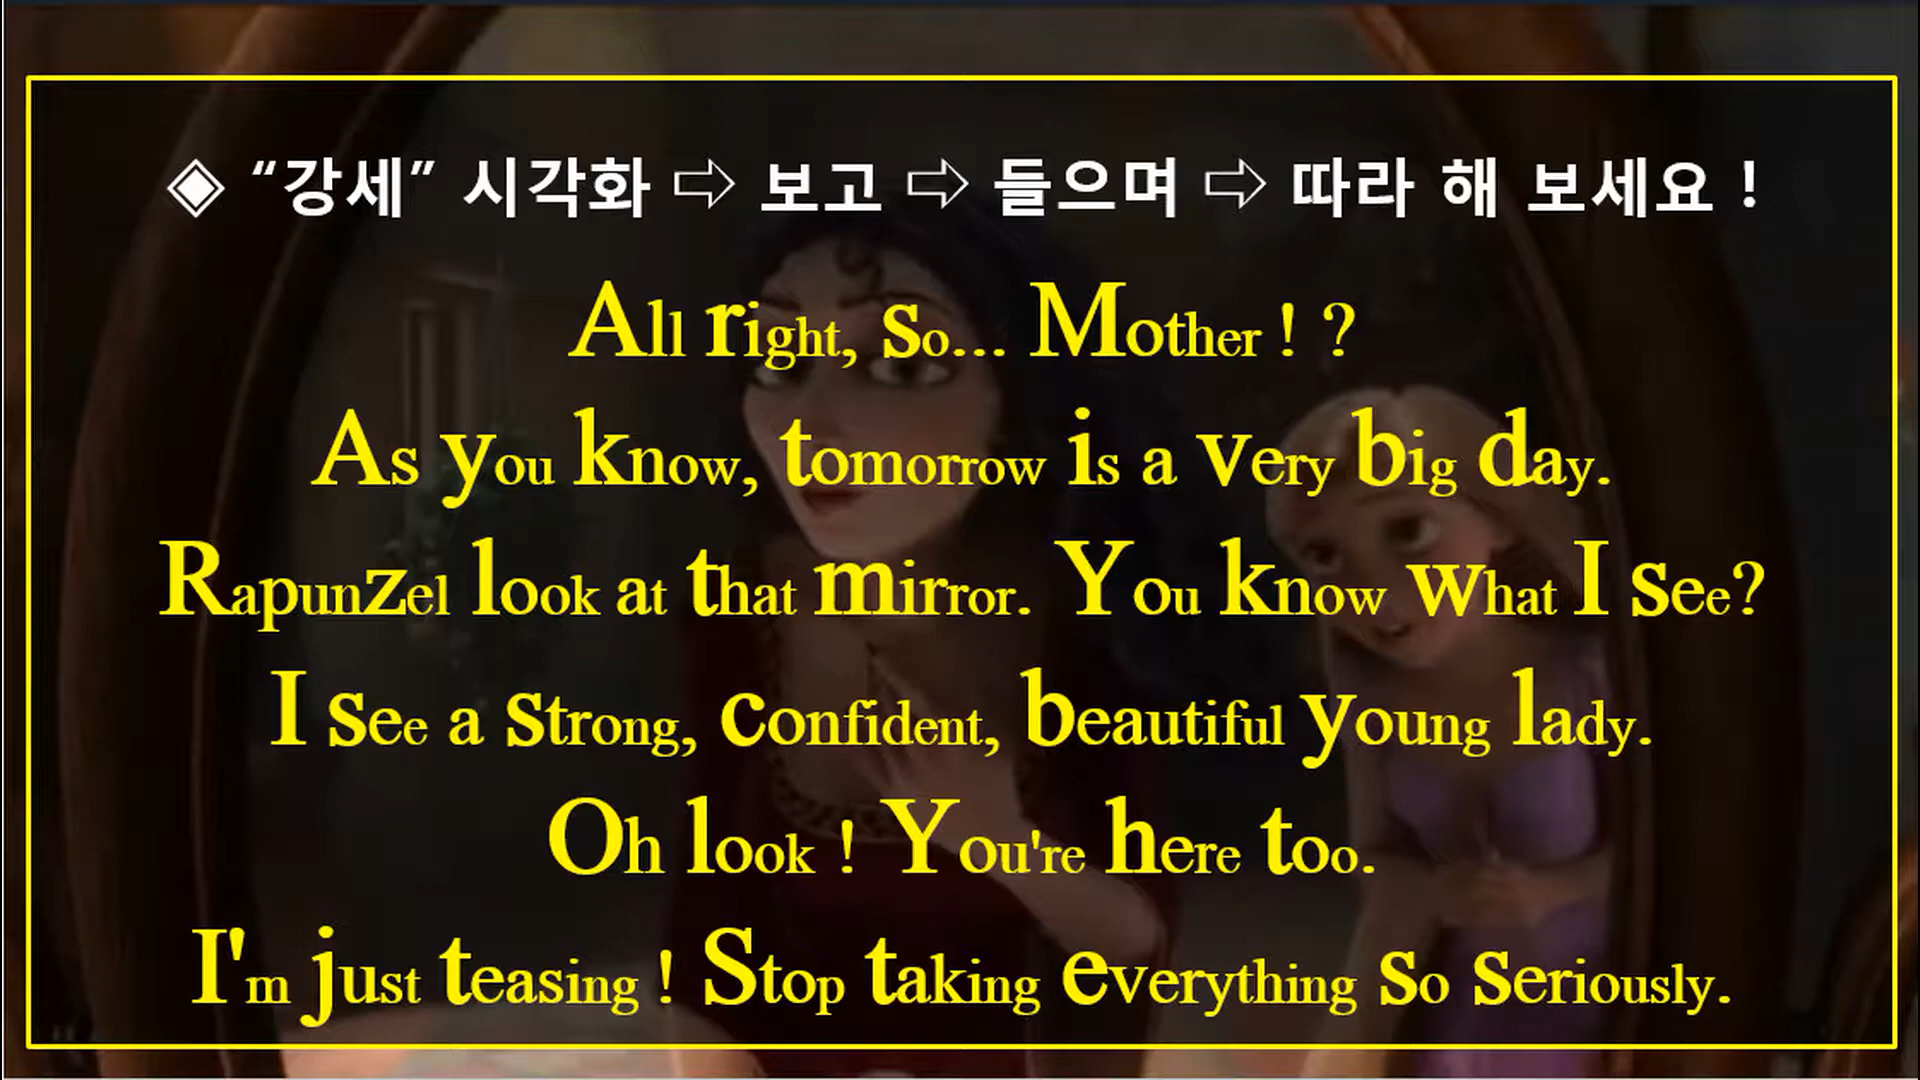 ◈ “강세” 시각화 ⇨ 보고 ⇨ 들으며 ⇨ 따라 해 보세요 !
All right, so... Mother ! ?
As you know, tomorrow is a very big day.
Rapunzel look at that mirror. You know what I see?
I see a strong, confident, beautiful young lady.
Oh look ! You're here too.
I'm just teasing ! Stop taking everything so seriously.